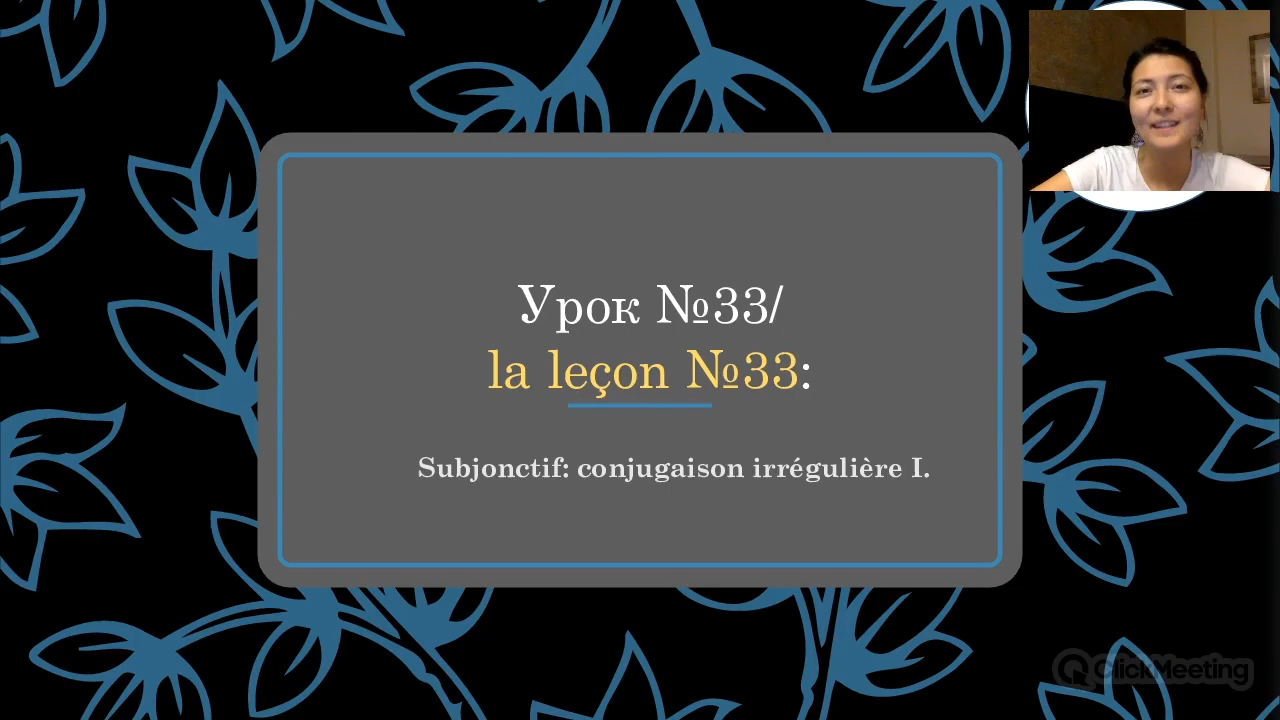 Урок №33/
la leçon №33:
Subjonctif: conjugaison irrégulière I.
ClickMeeting